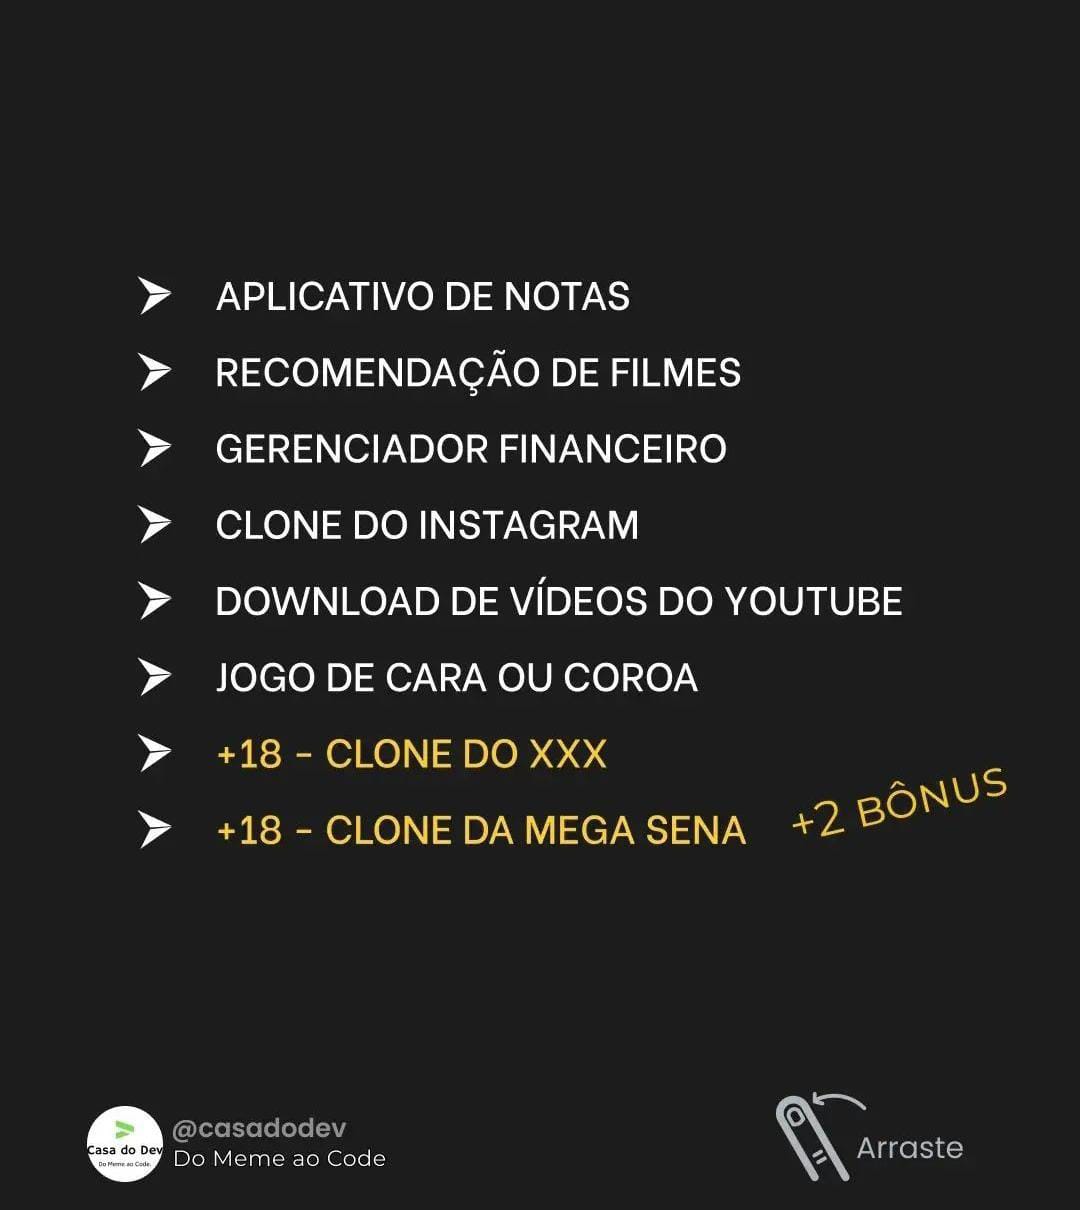 APLICATIVO DE NOTAS
RECOMENDAÇÃO DE FILMES
GERENCIADOR FINANCEIRO
CLONE DO INSTAGRAM
DOWNLOAD DE VÍDEOS DO YOUTUBE
JOGO DE CARA OU COROA
+18 - CLONE DO XXX
+18 - CLONE DA MEGA SENA
+2 BÔNUS
Casa do Dev
Do Meme ao Code.
@casadodev
Do Meme ao Code
Arraste